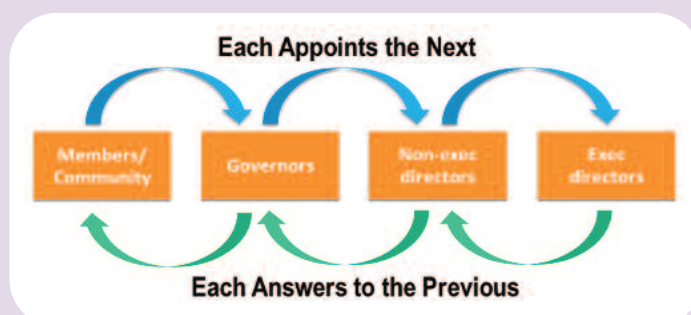 Each Appoints the Next
Members/
Community
Governors
Non-exec
directors
Exec
directors
Each Answers to the Previous